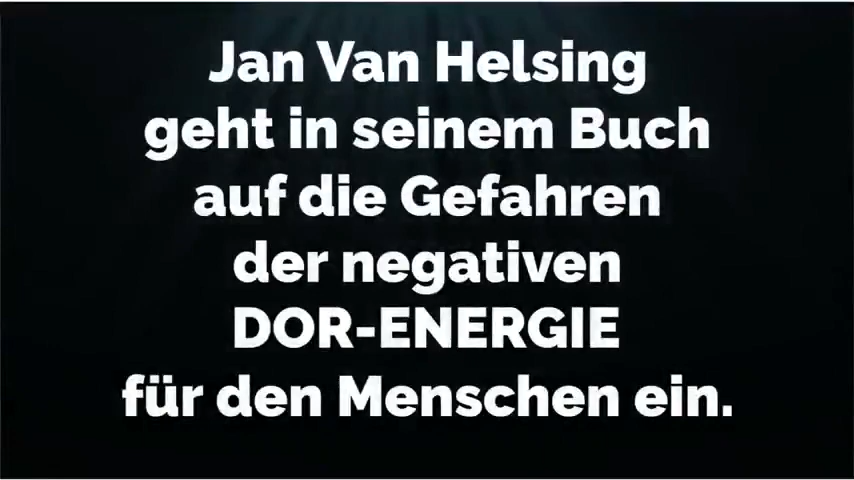 Jan Van Helsing
geht in seinem Buch
auf die Gefahren
der negativen
DOR-ENERGIE
für den Menschen ein.